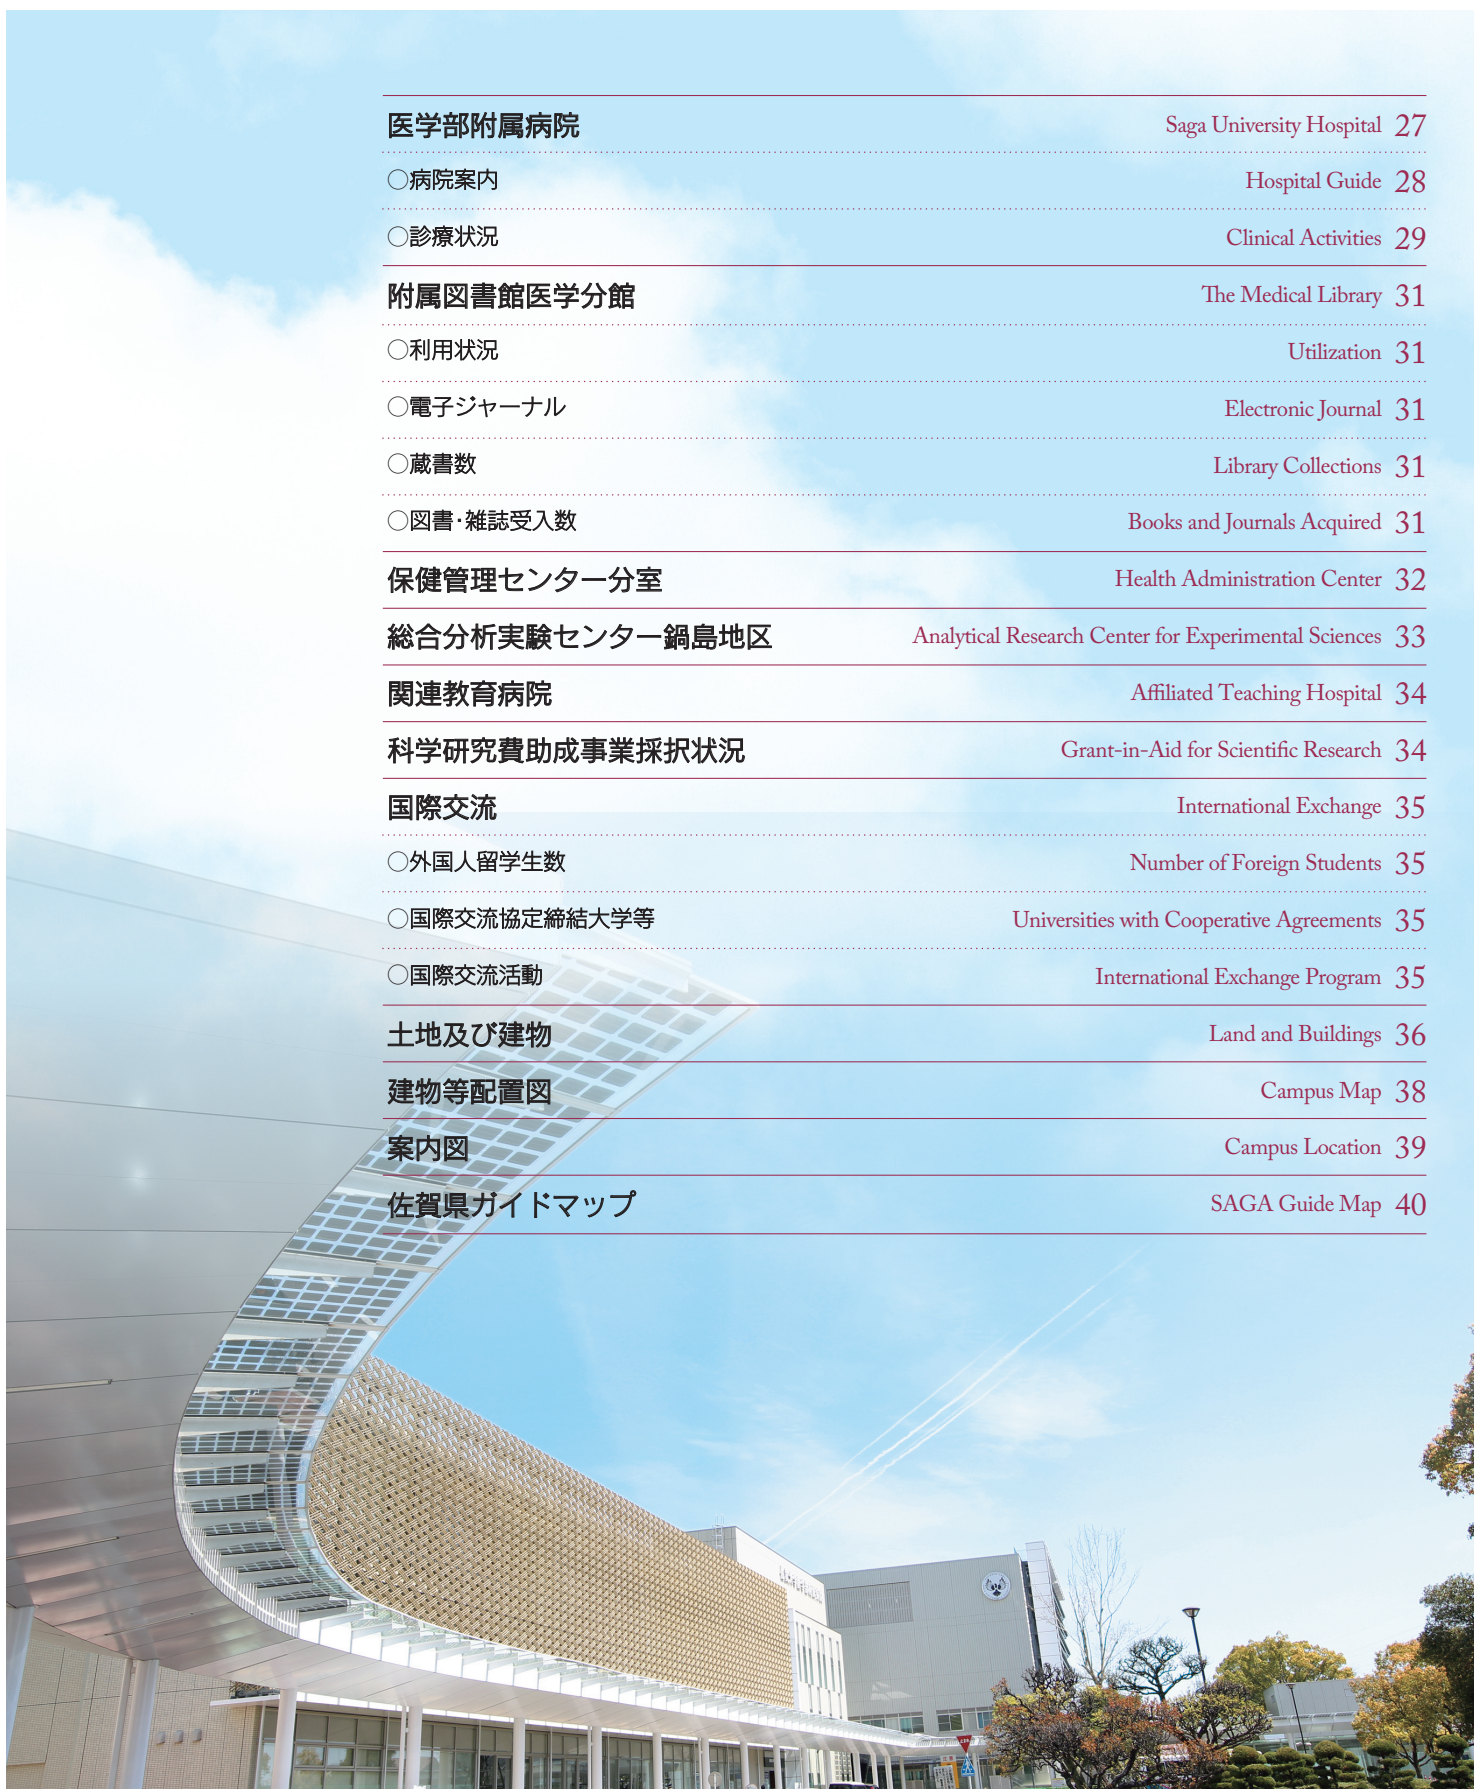 医学部附属病院 Saga University Hospital 27
○病院案内 Hospital Guide 28
○診療状況 Clinical Activities 29
附属図書館医学分館 The Medical Library 31
○利用状況 Utilization 31
○電子ジャーナル Electronic Journal 31
○蔵書数 Library Collections 31
○図書・雑誌受入数 Books and Journals Acquired 31
保健管理センター分室 Health Administration Center 32
総合分析実験センター鍋島地区 Analytical Research Center for Experimental Sciences 33
関連教育病院 Affiliated Teaching Hospital 34
科学研究費助成事業採択状況 Grant-in-Aid for Scientific Research 34
国際交流 International Exchange 35
○外国人留学生数 Number of Foreign Students 35
○国際交流協定締結大学等 Universities with Cooperative Agreements 35
○国際交流活動 International Exchange Program 35
土地及び建物 Land and Buildings 36
建物等配置図 Campus Map 38
案内図 Campus Location 39
佐賀県ガイドマップ SAGA Guide Map 40